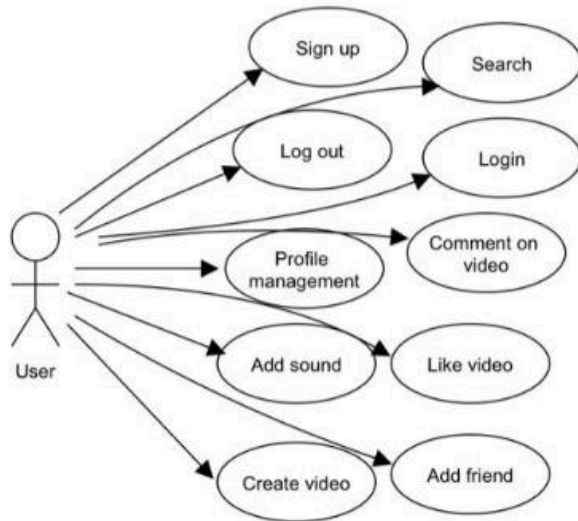 Sign up
Search
Log out
Login
Comment on
video
Profile
management
Add sound
Like video
User
Create video
Add friend